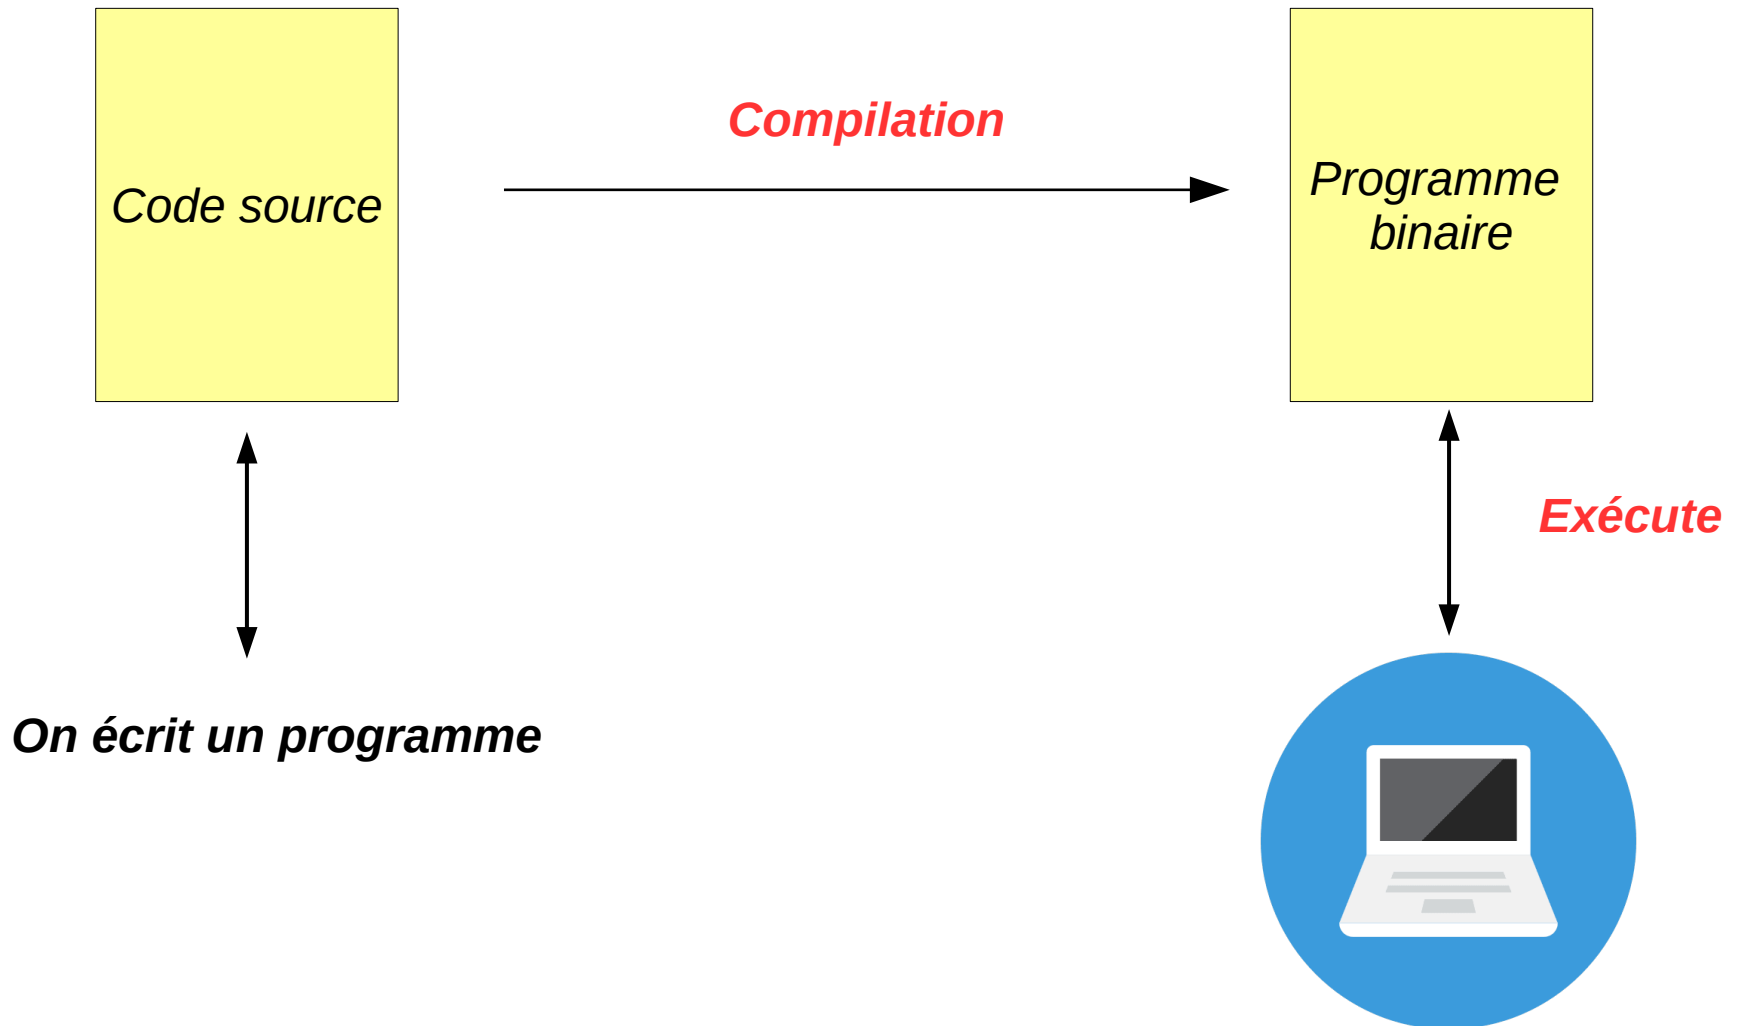 Compilation
Code source
Programme
binaire
Exécute
On écrit un programme